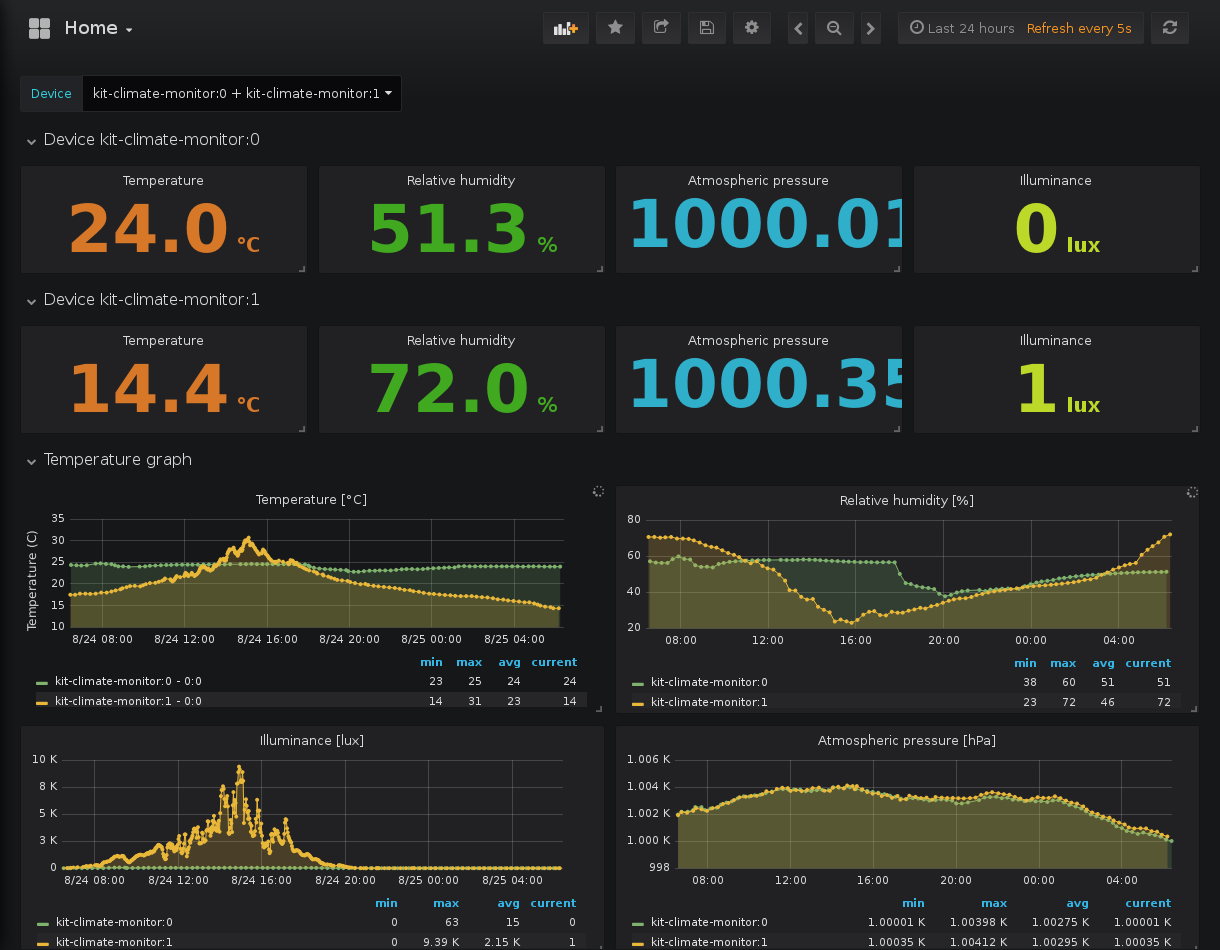 Home
Last 24 hours Refresh every 5s
Device kit-climate-monitor:0 + kit-climate-monitor:1
Device kit-climate-monitor:0
Temperature Relative humidity Atmospheric pressure Illuminance
24.0 °C 51.3 % 1000.01 0 lux
Device kit-climate-monitor:1
Temperature Relative humidity Atmospheric pressure Illuminance
14.4 °C 72.0 % 1000.35 1 lux
Temperature graph
Temperature [°C]
Temperature (C)
35
30
25
20
15
10
8/24 08:00 8/24 12:00 8/24 16:00 8/24 20:00 8/25 00:00 8/25 04:00
min max avg current
kit-climate-monitor:0 - 0:0 23 25 24 24
kit-climate-monitor:1 - 0:0 14 31 23 14
Relative humidity [%]
80
60
40
20
08:00 12:00 16:00 20:00 00:00 04:00
min max avg current
kit-climate-monitor:0 38 60 51 51
kit-climate-monitor:1 23 72 46 72
Illuminance [lux]
10 K
8 K
5 K
3 K
0
8/24 08:00 8/24 12:00 8/24 16:00 8/24 20:00 8/25 00:00 8/25 04:00
min max avg current
kit-climate-monitor:0 0 63 15 0
kit-climate-monitor:1 0 9.39 K 2.15 K 1
Atmospheric pressure [hPa]
1.006 K
1.004 K
1.002 K
1.000 K
998
08:00 12:00 16:00 20:00 00:00 04:00
min max avg current
kit-climate-monitor:0 1.00001 K 1.00398 K 1.00275 K 1.00001 K
kit-climate-monitor:1 1.00035 K 1.00412 K 1.00295 K 1.00035 K